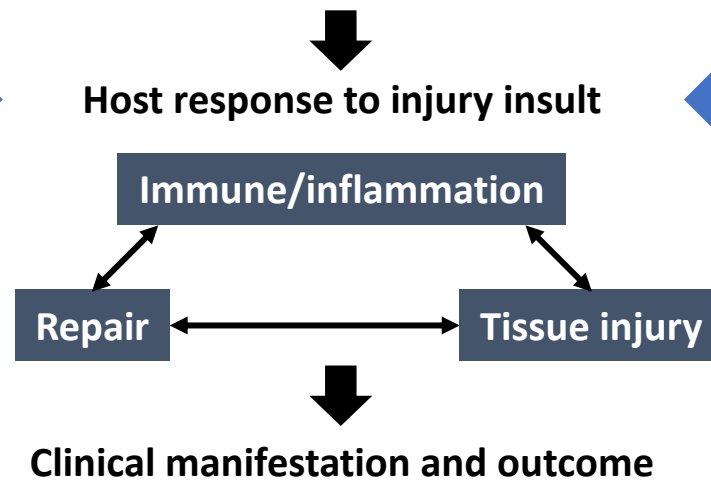 Host response to injury insult
Immune/inflammation
Repair
Tissue injury
Clinical manifestation and outcome